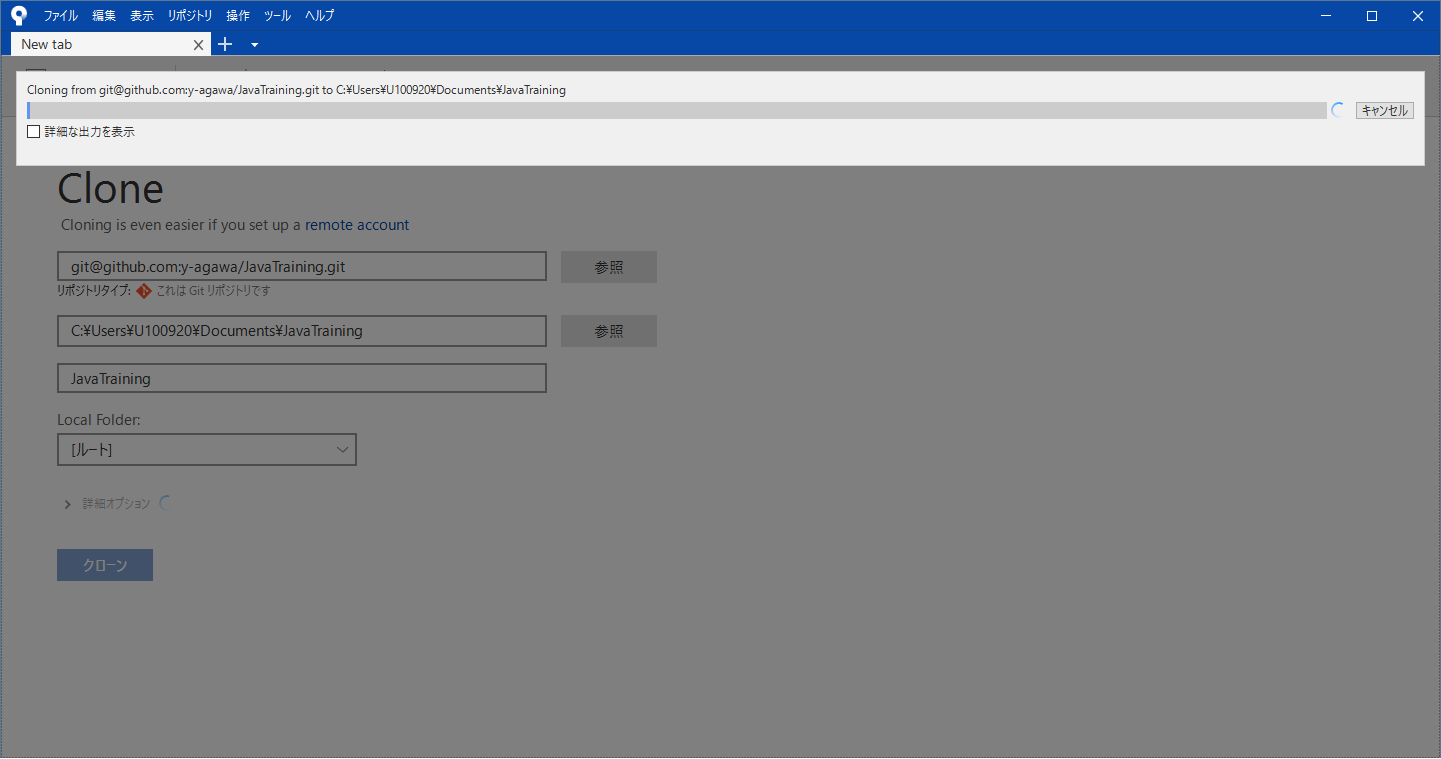 ファイル 編集 表示 リポジトリ 操作 ツール ヘルプ
New tab
Cloning from git@github.com:y-agawa/JavaTraining.git to C:¥Users¥U100920¥Documents¥JavaTraining
キャンセル
詳細な出力を表示
Clone
Cloning is even easier if you set up a remote account
git@github.com:y-agawa/JavaTraining.git
参照
リポジトリタイプ: これは Git リポジトリです
C:¥Users¥U100920¥Documents¥JavaTraining
参照
JavaTraining
Local Folder:
[ルート]
詳細オプション
クローン